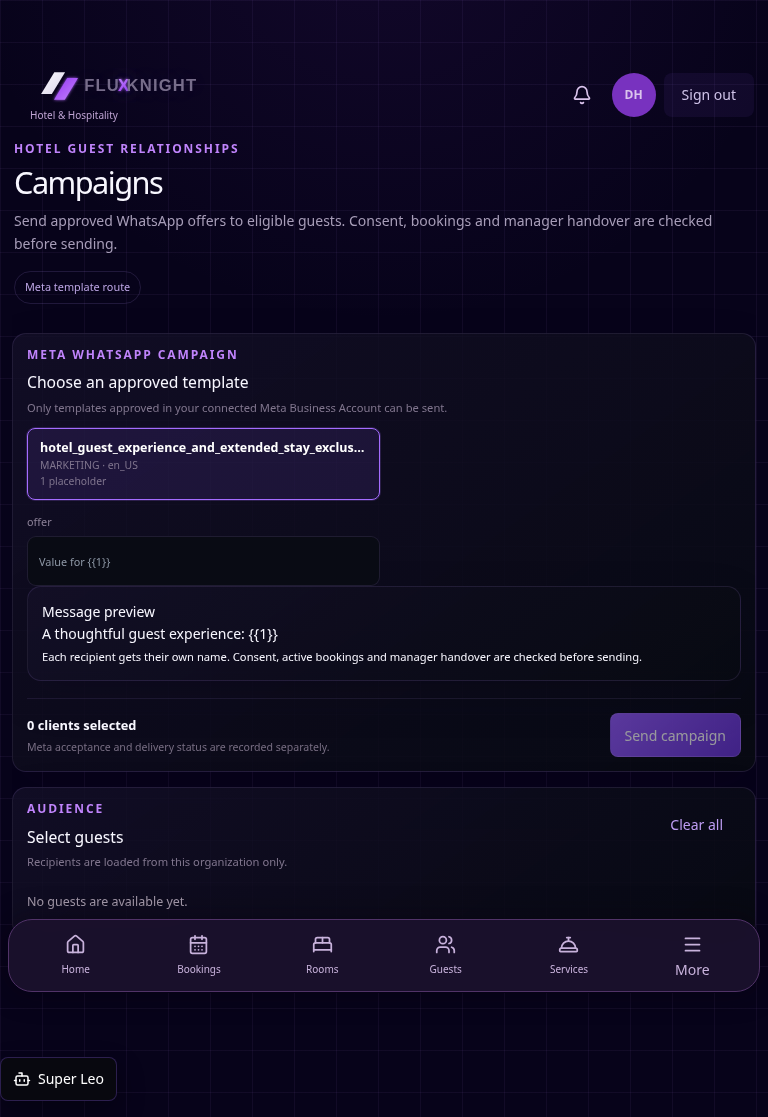 FLUXKNIGHT
Hotel & Hospitality
DH
Sign out
HOTEL GUEST RELATIONSHIPS
Campaigns
Send approved WhatsApp offers to eligible guests. Consent, bookings and manager handover are checked
before sending.
Meta template route
META WHATSAPP CAMPAIGN
Choose an approved template
Only templates approved in your connected Meta Business Account can be sent.
hotel_guest_experience_and_extended_stay_exclus...
MARKETING · en_US
1 placeholder
offer
Value for {{1}}
Message preview
A thoughtful guest experience: {{1}}
Each recipient gets their own name. Consent, active bookings and manager handover are checked before sending.
0 clients selected
Meta acceptance and delivery status are recorded separately.
Send campaign
AUDIENCE
Select guests
Clear all
Recipients are loaded from this organization only.
No guests are available yet.
Home
Bookings
Rooms
Guests
Services
More
Super Leo